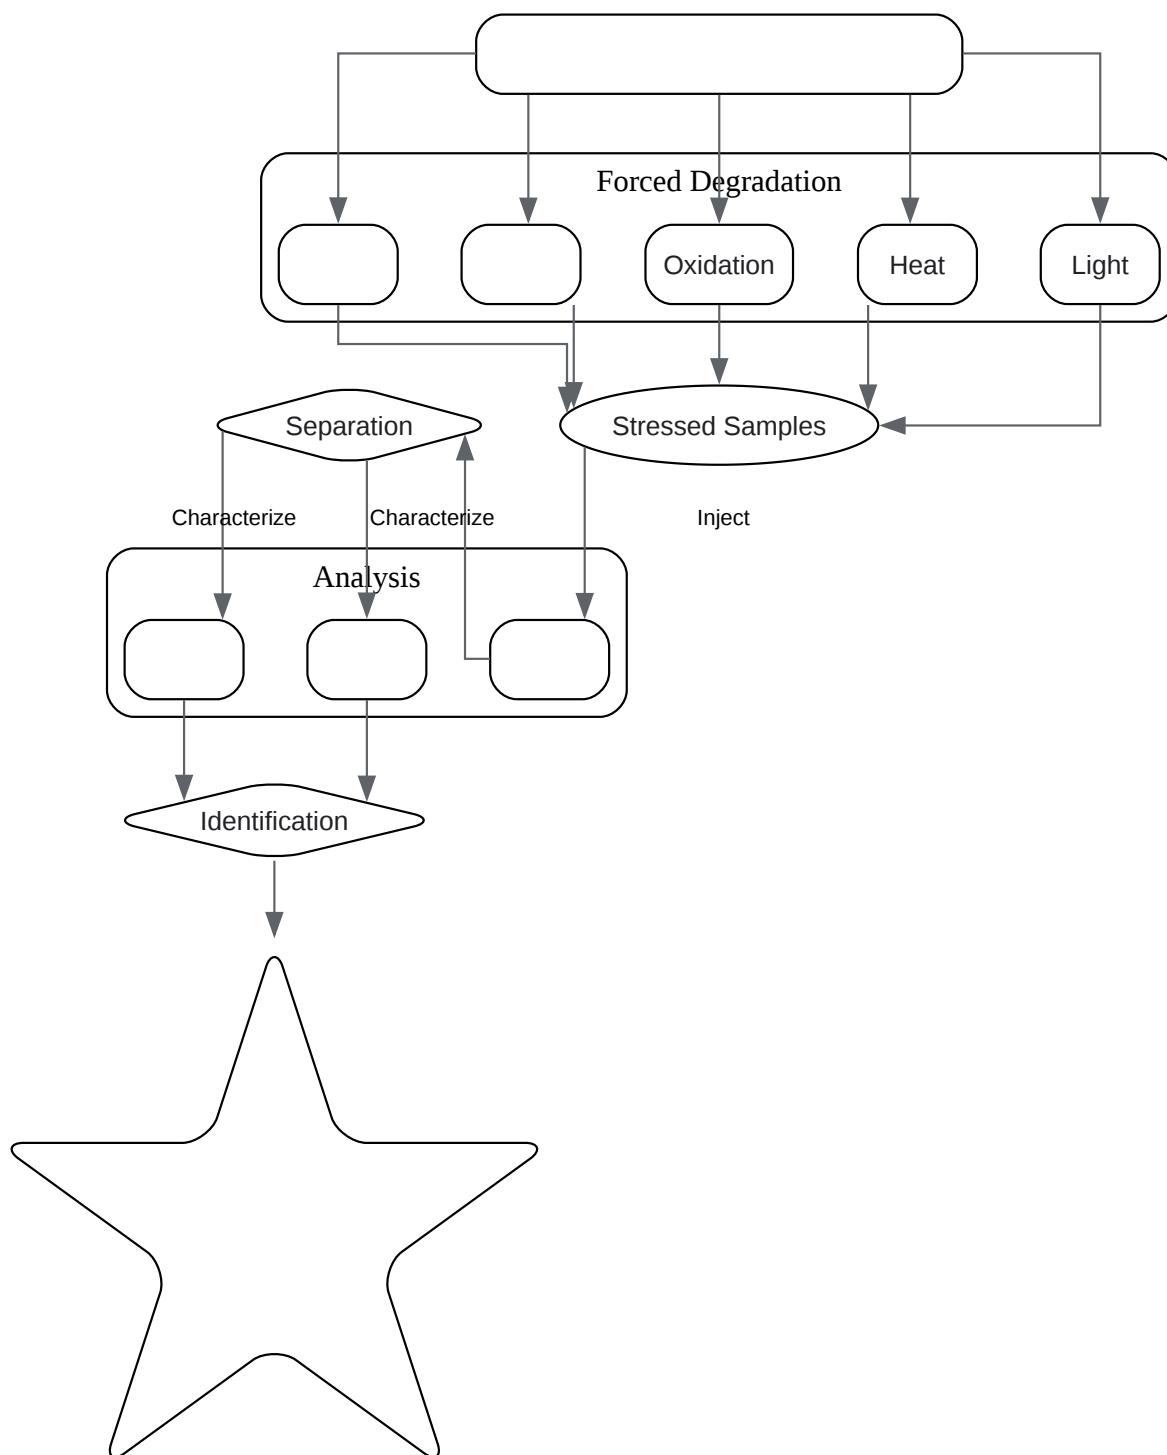 Forced Degradation
Oxidation
Heat
Light
Separation
Stressed Samples
Characterize
Characterize
Inject
Analysis
Identification